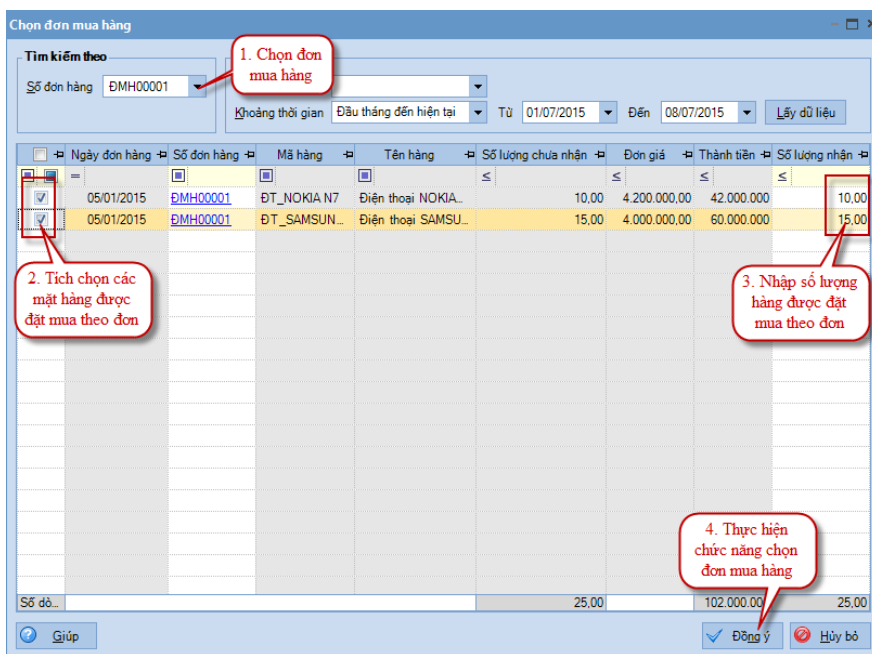 Chọn đơn mua hàng
Tìm kiếm theo
1. Chọn đơn
mua hàng
Số đơn hàng ĐMH00001
Khoảng thời gian Đầu tháng đến hiện tại Từ 01/07/2015 Đến 08/07/2015 Lấy dữ liệu
Ngày đơn hàng Số đơn hàng Mã hàng Tên hàng Số lượng chưa nhận Đơn giá Thành tiền Số lượng nhận
= ≤ ≤ ≤ ≤
05/01/2015 ĐMH00001 ĐT_NOKIA N7 Điện thoại NOKIA... 10,00 4.200.000,00 42.000.000 10,00
05/01/2015 ĐMH00001 ĐT_SAMSUN... Điện thoại SAMSU... 15,00 4.000.000,00 60.000.000 15,00
2. Tích chọn các
mặt hàng được
đặt mua theo đơn
3. Nhập số lượng
hàng được đặt
mua theo đơn
4. Thực hiện
chức năng chọn
đơn mua hàng
Số dò... 25,00 102.000.00 25,00
Giúp Đồng ý Hủy bỏ